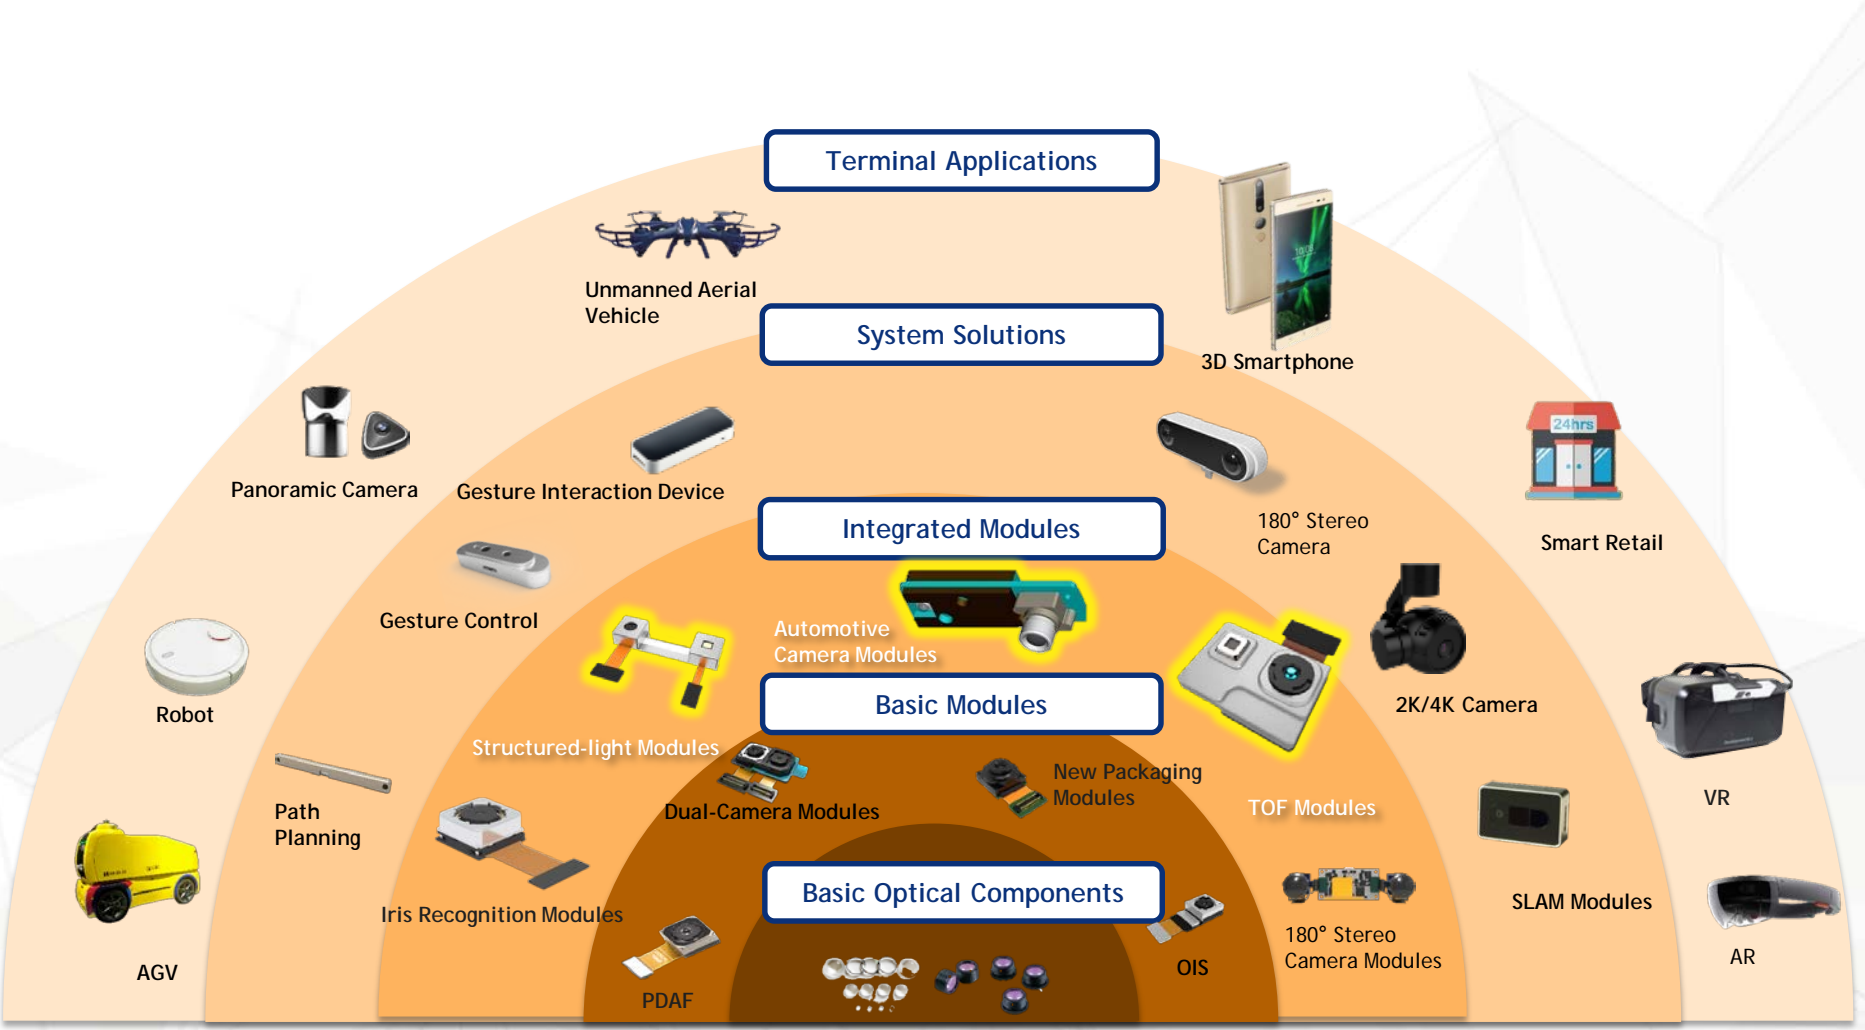 Terminal Applications
Unmanned Aerial
Vehicle
10:08
System Solutions
3D Smartphone
24hrs
Panoramic Camera
Gesture Interaction Device
180° Stereo
Camera
Integrated Modules
Smart Retail
Gesture Control
Automotive
Camera Modules
Robot
Basic Modules
2K/4K Camera
Structured-light Modules
New Packaging
Modules
VR
Path
Planning
Dual-Camera Modules
TOF Modules
Basic Optical Components
Iris Recognition Modules
SLAM Modules
180° Stereo
Camera Modules
AGV
PDAF
OIS
AR